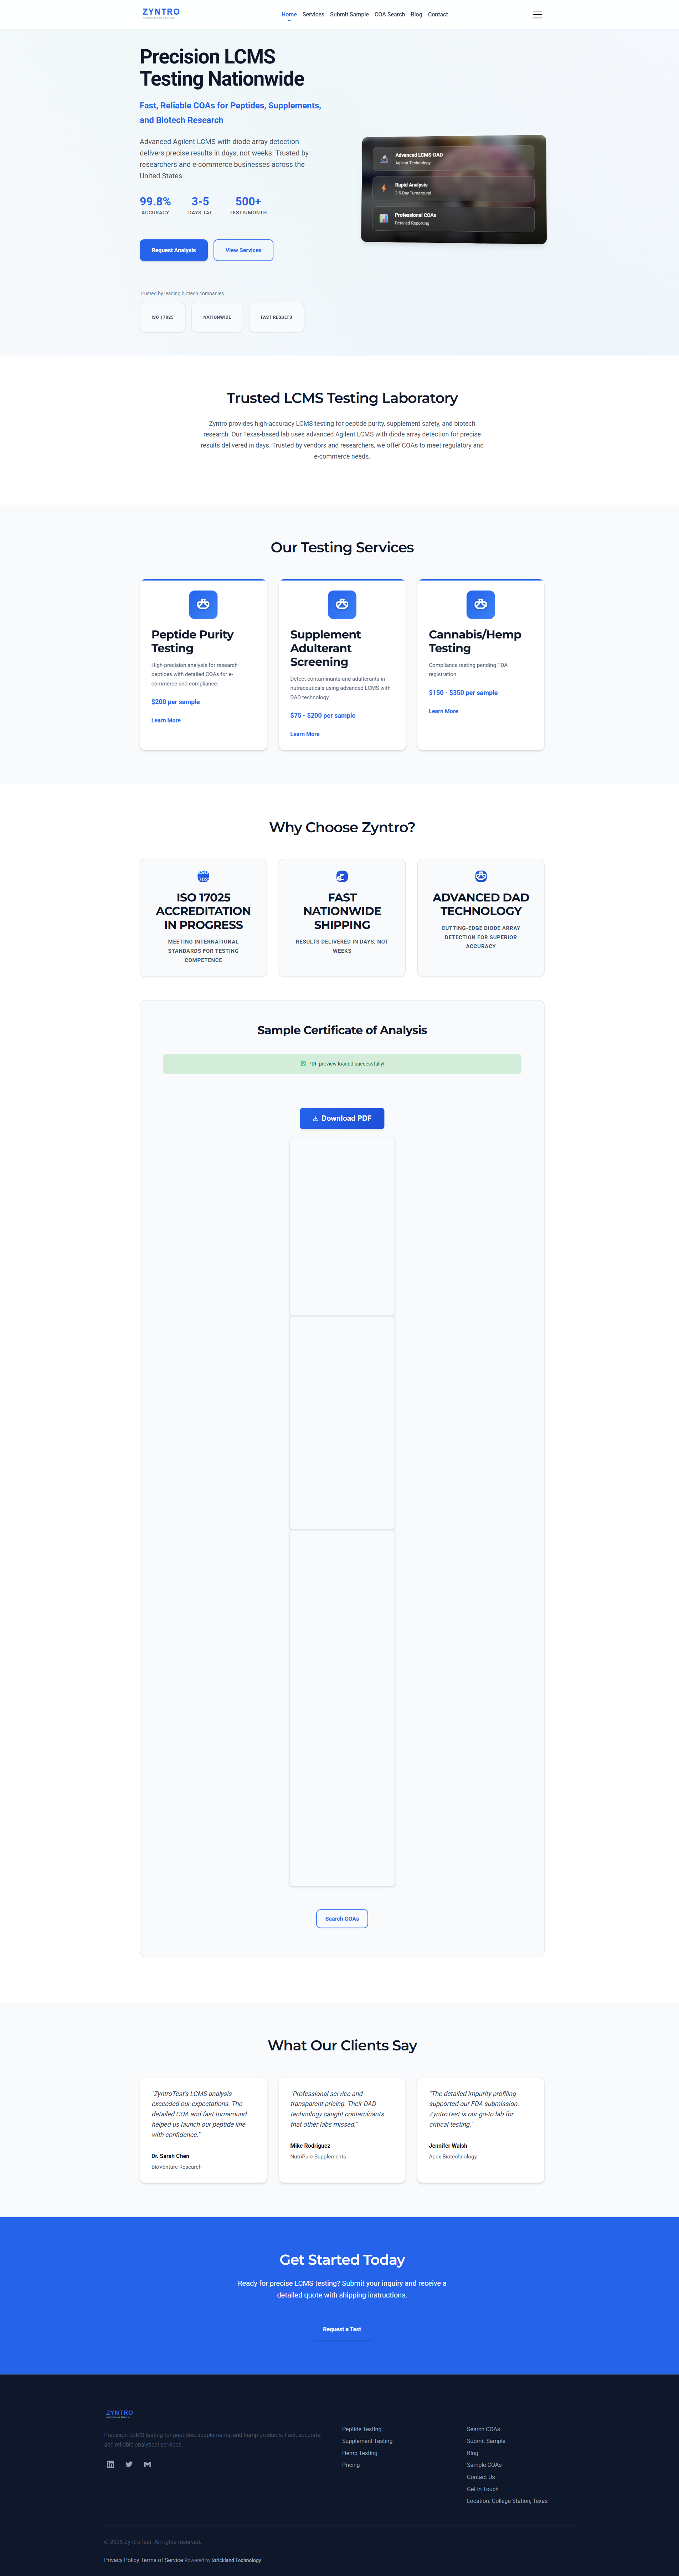 ZYNTRO
Home Services Submit Sample COA Search Blog Contact
Precision LCMS
Testing Nationwide
Fast, Reliable COAs for Peptides, Supplements,
and Biotech Research
Advanced Agilent LCMS with diode array detection
delivers precise results in days, not weeks. Trusted by
researchers and e-commerce businesses across the
United States.
99.8%
ACCURACY
3-5
DAYS TAT
500+
TESTS/MONTH
Request Analysis
View Services
Advanced LCMS-DAD
Agilent Technology
Rapid Analysis
3-5 Day Turnaround
Professional COAs
Detailed Reporting
Trusted by leading biotech companies
ISO 17025
NATIONWIDE
FAST RESULTS
Trusted LCMS Testing Laboratory
Zyntro provides high-accuracy LCMS testing for peptide purity, supplement safety, and biotech
research. Our Texas-based lab uses advanced Agilent LCMS with diode array detection for precise
results delivered in days. Trusted by vendors and researchers, we offer COAs to meet regulatory and
e-commerce needs.
Our Testing Services
Peptide Purity
Testing
High-precision analysis for research
peptides with detailed COAs for e-
commerce and compliance.
$200 per sample
Learn More
Supplement
Adulterant
Screening
Detect contaminants and adulterants in
nutraceuticals using advanced LCMS with
DAD technology.
$75 - $200 per sample
Learn More
Cannabis/Hemp
Testing
Compliance testing pending TDA
registration
$150 - $350 per sample
Learn More
Why Choose Zyntro?
ISO 17025
ACCREDITATION
IN PROGRESS
MEETING INTERNATIONAL
STANDARDS FOR TESTING
COMPETENCE
FAST
NATIONWIDE
SHIPPING
RESULTS DELIVERED IN DAYS, NOT
WEEKS
ADVANCED DAD
TECHNOLOGY
CUTTING-EDGE DIODE ARRAY
DETECTION FOR SUPERIOR
ACCURACY
Sample Certificate of Analysis
PDF preview loaded successfully!
Download PDF
Search COAs
What Our Clients Say
"ZyntroTest's LCMS analysis
exceeded our expectations. The
detailed COA and fast turnaround
helped us launch our peptide line
with confidence."
Dr. Sarah Chen
BioVenture Research
"Professional service and
transparent pricing. Their DAD
technology caught contaminants
that other labs missed."
Mike Rodriguez
NutriPure Supplements
"The detailed impurity profiling
supported our FDA submission.
ZyntroTest is our go-to lab for
critical testing."
Jennifer Walsh
Apex Biotechnology
Get Started Today
Ready for precise LCMS testing? Submit your inquiry and receive a
detailed quote with shipping instructions.
Request a Test
ZYNTRO
Precision LCMS testing for peptides, supplements, and hemp products. Fast, accurate,
and reliable analytical services.
Peptide Testing
Supplement Testing
Hemp Testing
Pricing
Search COAs
Submit Sample
Blog
Sample COAs
Contact Us
Get in Touch
Location: College Station, Texas
© 2025 ZyntroTest. All rights reserved.
Privacy Policy Terms of Service Powered by Strickland Technology